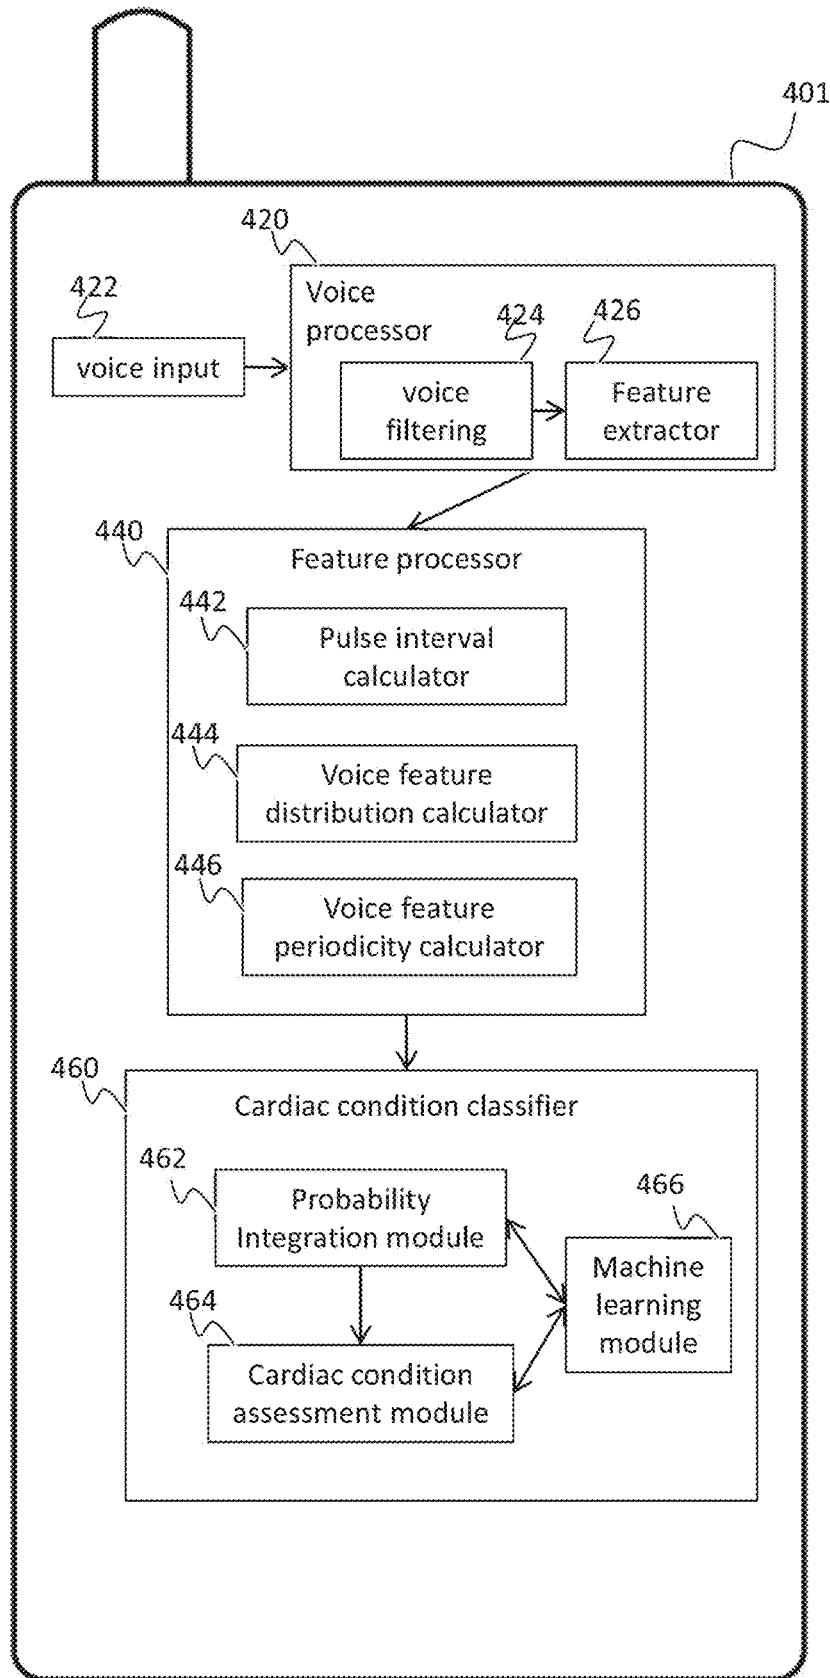 401
420
422
Voice
processor
424
426
voice input
voice
filtering
Feature
extractor
440
Feature processor
442
Pulse interval
calculator
444
Voice feature
distribution calculator
446
Voice feature
periodicity calculator
460
Cardiac condition classifier
462
Probability
Integration module
466
Machine
learning
module
464
Cardiac condition
assessment module